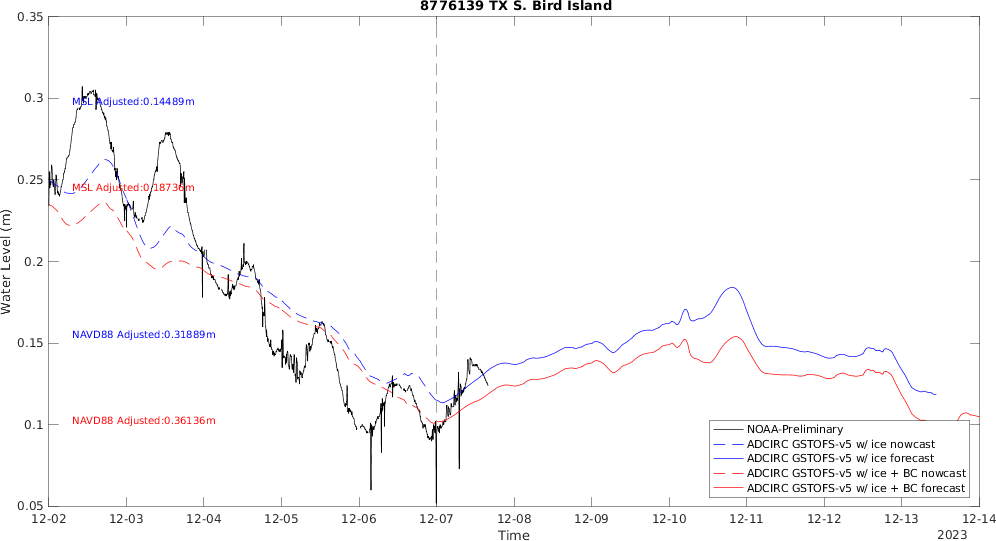 8776139 TX S. Bird Island
0.35
0.3
0.25
0.2
0.15
0.1
0.05
Water Level (m)
MSL Adjusted:0.14489m
MSL Adjusted:0.18736m
NAVD88 Adjusted:0.31889m
NAVD88 Adjusted:0.36136m
NOAA-Preliminary
ADCIRC GSTOFS-v5 w/ ice nowcast
ADCIRC GSTOFS-v5 w/ ice forecast
ADCIRC GSTOFS-v5 w/ ice + BC nowcast
ADCIRC GSTOFS-v5 w/ ice + BC forecast
12-02 12-03 12-04 12-05 12-06 12-07 12-08 12-09 12-10 12-11 12-12 12-13 12-14
Time
2023